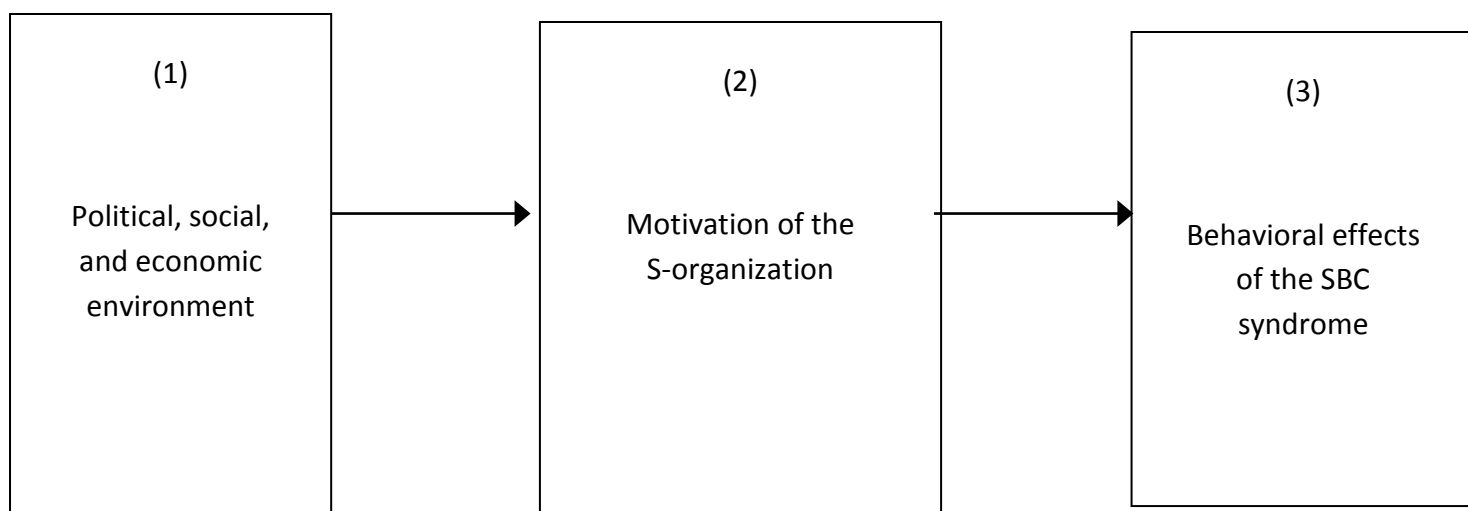 (1)
Political, social,
and economic
environment
(2)
Motivation of the
S-organization
(3)
Behavioral effects
of the SBC
syndrome